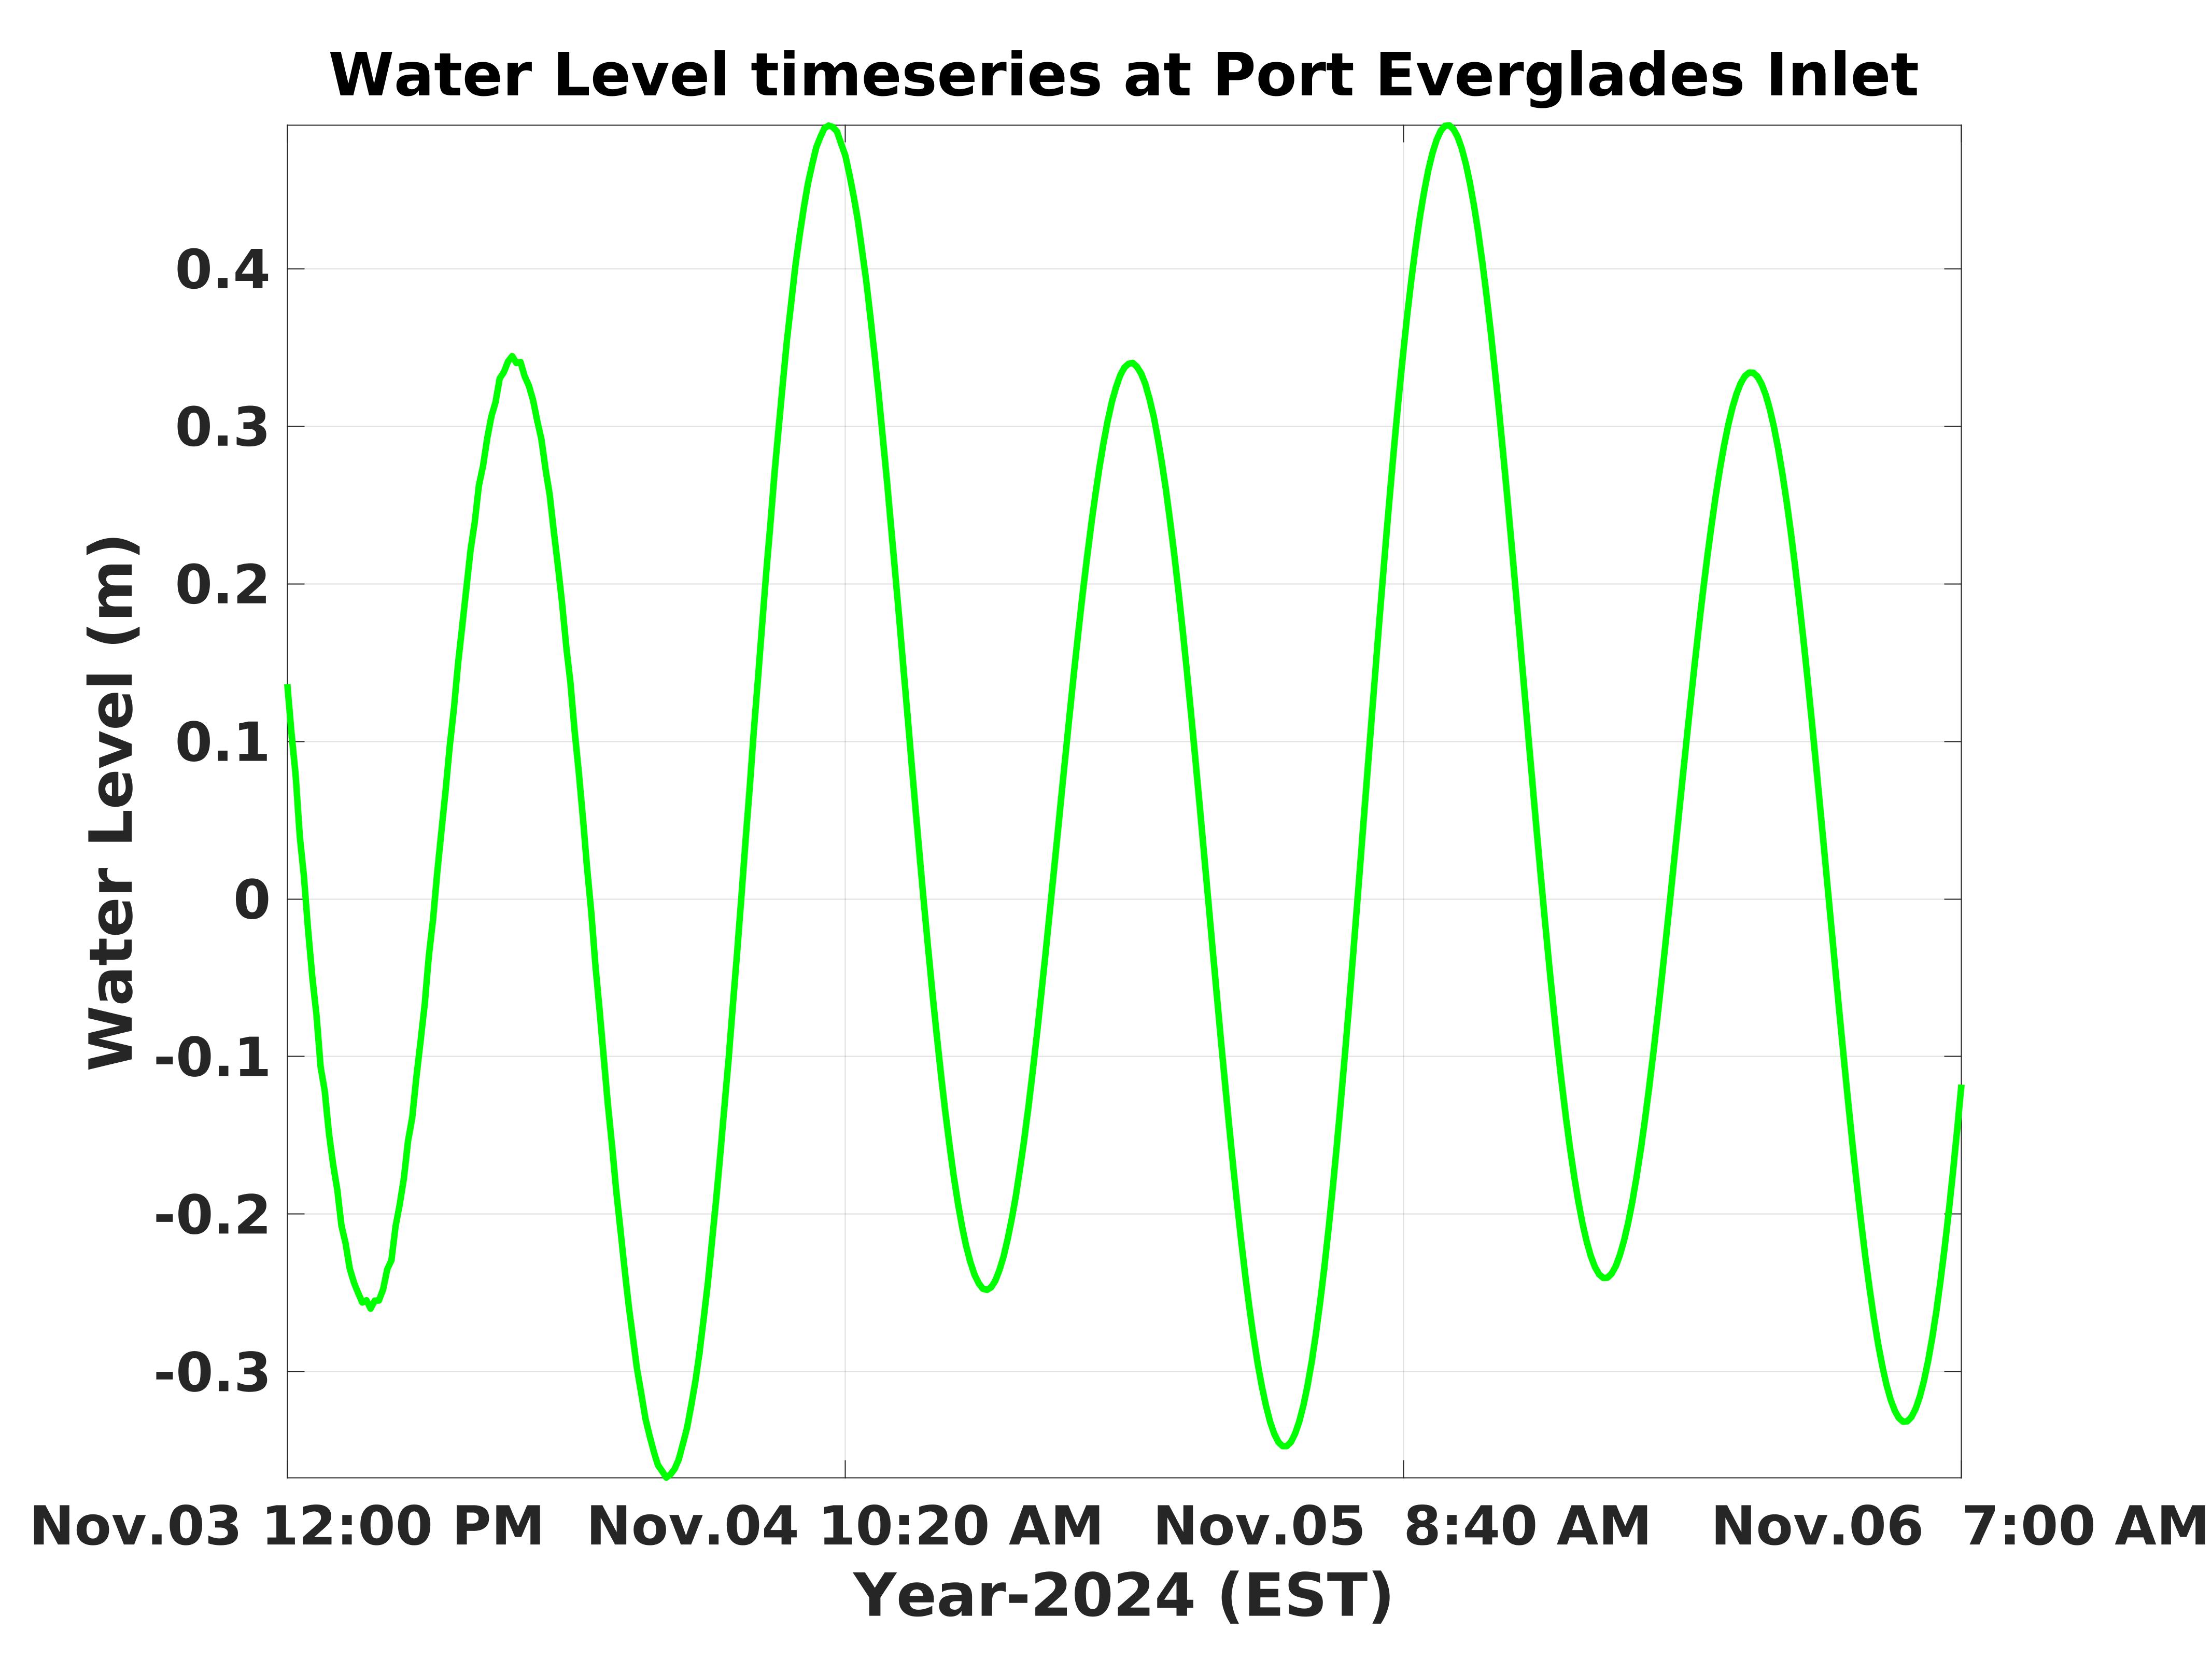 Water Level timeseries at Port Everglades Inlet
Water Level (m)
0.4
0.3
0.2
0.1
0
-0.1
-0.2
-0.3
Nov.03 12:00 PM Nov.04 10:20 AM Nov.05 8:40 AM Nov.06 7:00 AM
Year-2024 (EST)